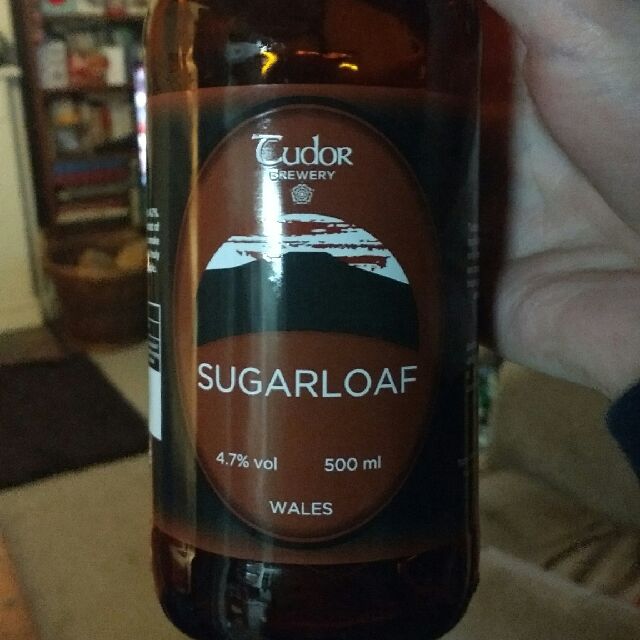 Tudor
BREWERY
SUGARLOAF
4.7% vol 500 ml
WALES